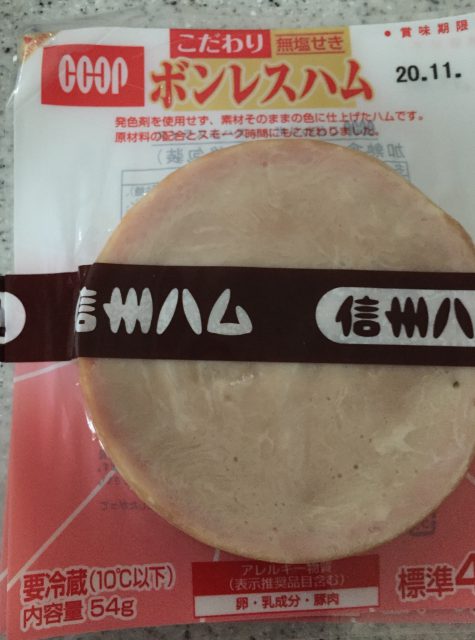 こだわり 無塩せき
・賞味期限
CO・OP
ボンレスハム
20.11.
発色剤を使用せず、素材そのままの色に仕上げたハムです。
原材料の配合とスモーク時間にもこだわりました。
信州ハム 信州ハ
要冷蔵(10℃以下)
内容量 54g
アレルギー物質
(表示推奨品目含む)
卵・乳成分・豚肉
標準4